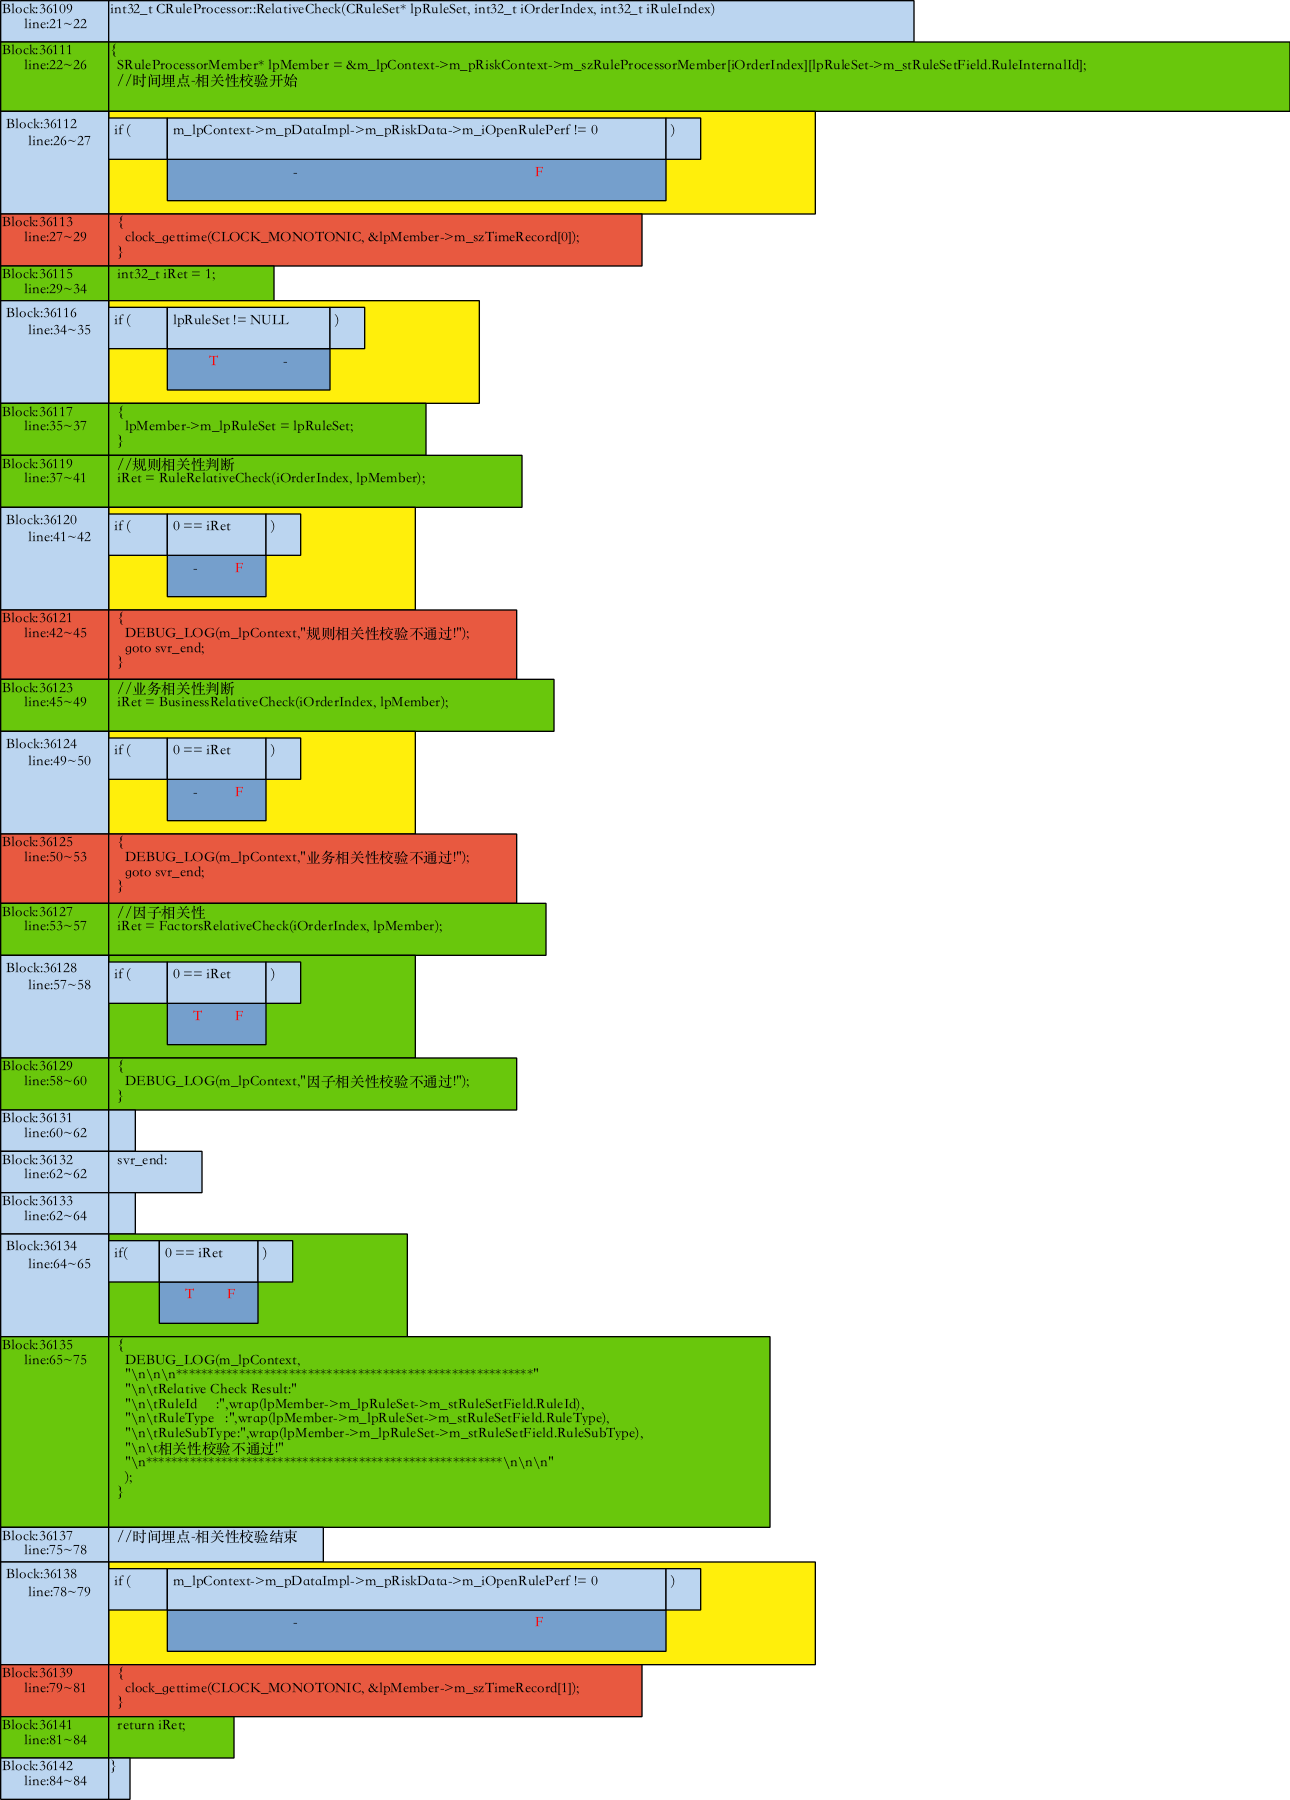 Block:36109 int32_t CRuleProcessor::RelativeCheck(CRuleSet* lpRuleSet, int32_t iOrderIndex, int32_t iRuleIndex)
line:21~22
Block:36111 {
line:22~26 SRuleProcessorMember* lpMember = &m_lpContext->m_pRiskContext->m_szRuleProcessorMember[iOrderIndex][lpRuleSet->m_stRuleSetField.RuleInternalId];
//时间埋点-相关性校验开始
Block:36112 if ( m_lpContext->m_pDataImpl->m_pRiskData->m_iOpenRulePerf != 0 )
line:26~27
- F
Block:36113 {
line:27~29 clock_gettime(CLOCK_MONOTONIC, &lpMember->m_szTimeRecord[0]);
}
Block:36115 int32_t iRet = 1;
line:29~34
Block:36116 if ( lpRuleSet != NULL )
line:34~35
T -
Block:36117 {
line:35~37 lpMember->m_lpRuleSet = lpRuleSet;
}
Block:36119 //规则相关性判断
line:37~41 iRet = RuleRelativeCheck(iOrderIndex, lpMember);
Block:36120 if ( 0 == iRet )
line:41~42
- F
Block:36121 {
line:42~45 DEBUG_LOG(m_lpContext,"规则相关性校验不通过!");
goto svr_end;
}
Block:36123 //业务相关性判断
line:45~49 iRet = BusinessRelativeCheck(iOrderIndex, lpMember);
Block:36124 if ( 0 == iRet )
line:49~50
- F
Block:36125 {
line:50~53 DEBUG_LOG(m_lpContext,"业务相关性校验不通过!");
goto svr_end;
}
Block:36127 //因子相关性
line:53~57 iRet = FactorsRelativeCheck(iOrderIndex, lpMember);
Block:36128 if ( 0 == iRet )
line:57~58
T F
Block:36129 {
line:58~60 DEBUG_LOG(m_lpContext,"因子相关性校验不通过!");
}
Block:36131
line:60~62
Block:36132 svr_end:
line:62~62
Block:36133
line:62~64
Block:36134 if( 0 == iRet )
line:64~65
T F
Block:36135 {
line:65~75 DEBUG_LOG(m_lpContext,
"\n\n\n*********************************************************"
"\n\tRelative Check Result:"
"\n\tRuleId     :",wrap(lpMember->m_lpRuleSet->m_stRuleSetField.RuleId),
"\n\tRuleType   :",wrap(lpMember->m_lpRuleSet->m_stRuleSetField.RuleType),
"\n\tRuleSubType:",wrap(lpMember->m_lpRuleSet->m_stRuleSetField.RuleSubType),
"\n\t相关性校验不通过!"
"\n*********************************************************\n\n\n"
);
}
Block:36137 //时间埋点-相关性校验结束
line:75~78
Block:36138 if ( m_lpContext->m_pDataImpl->m_pRiskData->m_iOpenRulePerf != 0 )
line:78~79
- F
Block:36139 {
line:79~81 clock_gettime(CLOCK_MONOTONIC, &lpMember->m_szTimeRecord[1]);
}
Block:36141 return iRet;
line:81~84
Block:36142 }
line:84~84